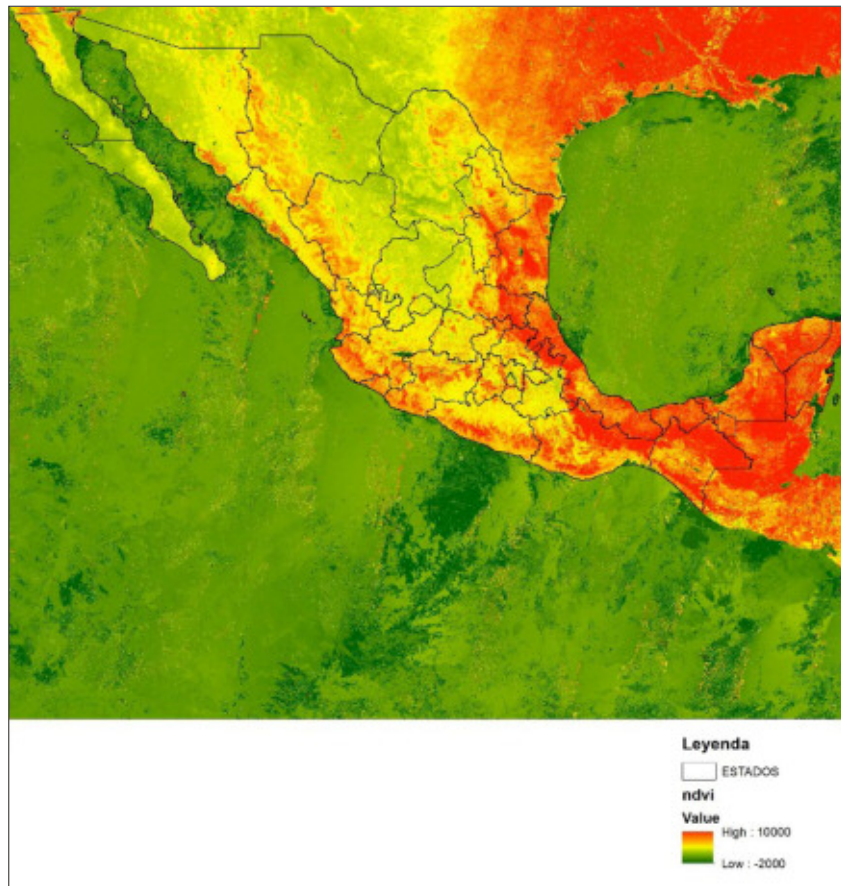 Leyenda
ESTADOS
ndvi
Value
High : 10000
Low : -2000